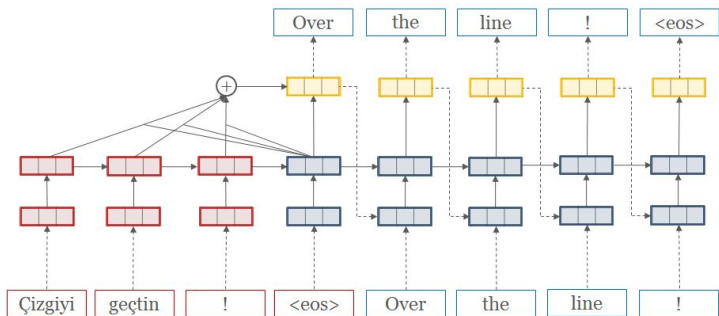 Over the line ! <eos>
+
Çizgiyi geçtin ! <eos> Over the line !